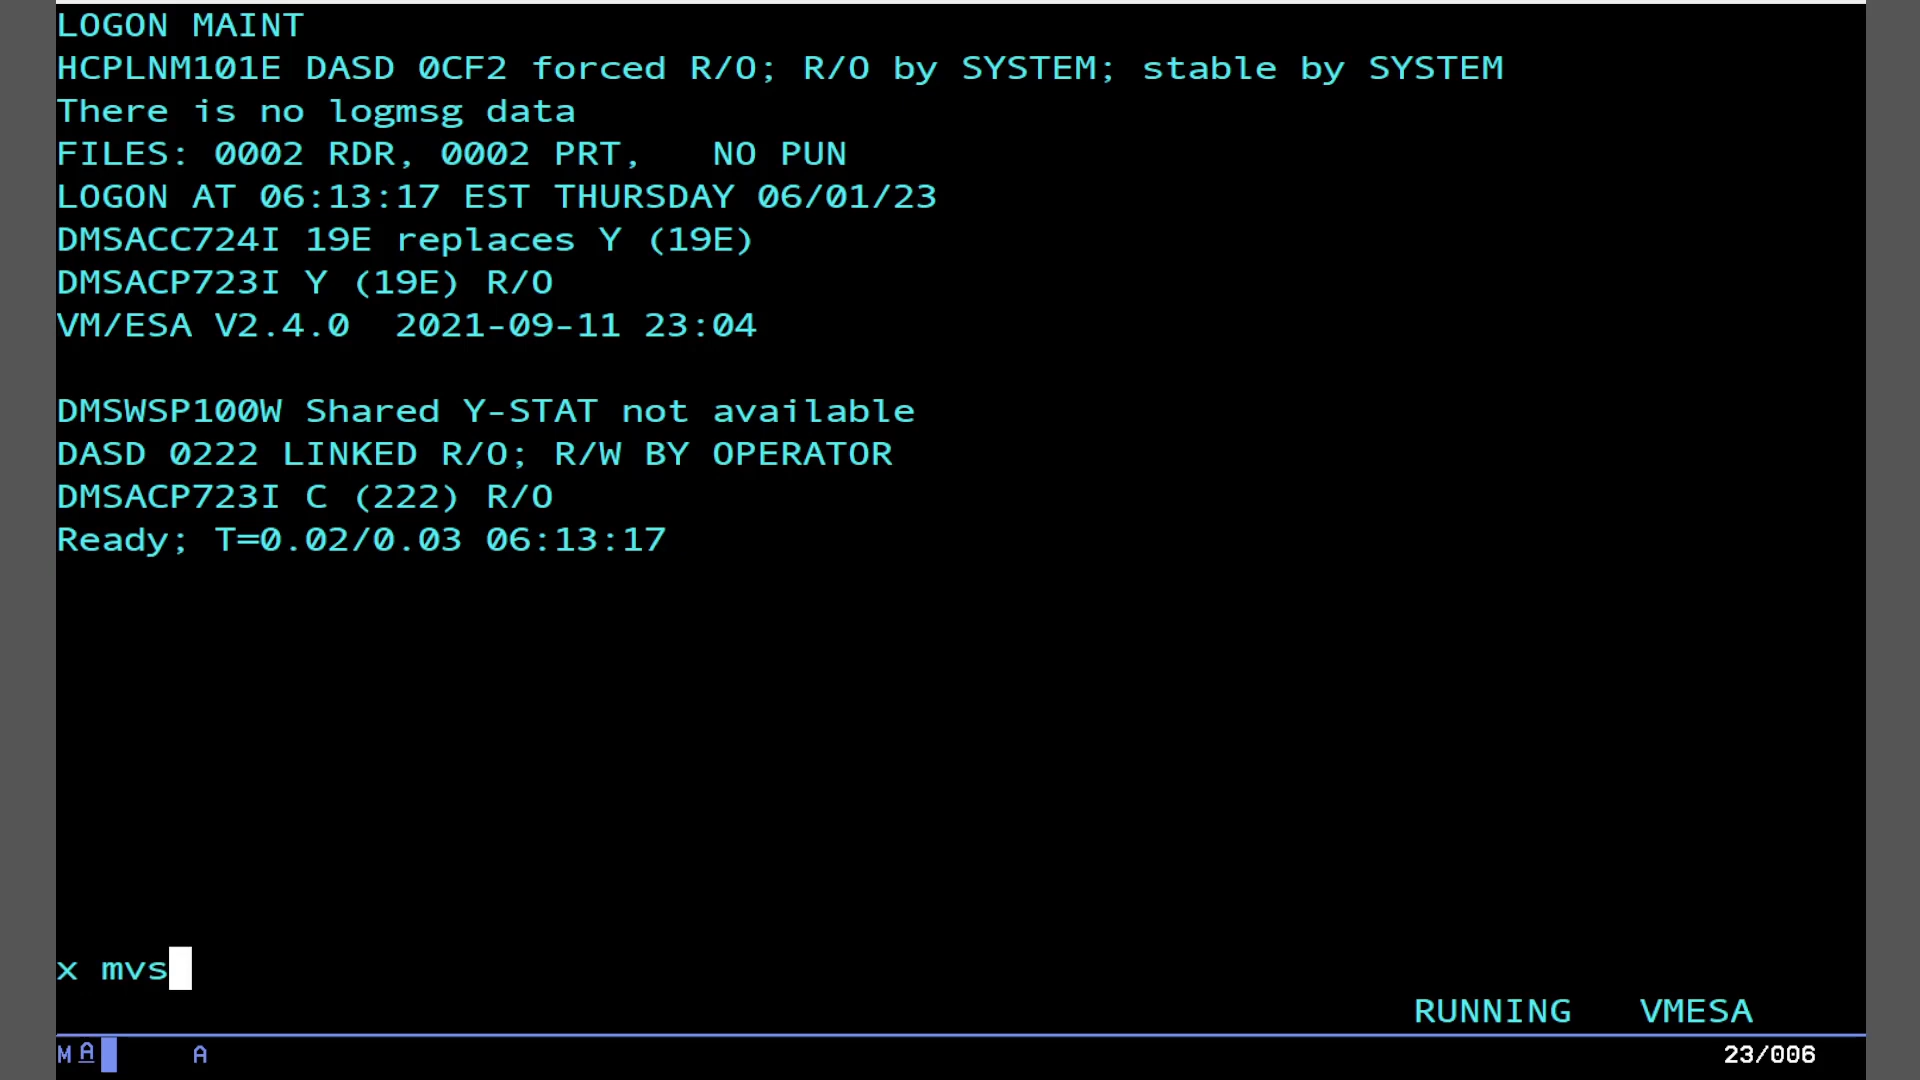 LOGON MAINT
HCPLNM101E DASD 0CF2 forced R/O; R/O by SYSTEM; stable by SYSTEM
There is no logmsg data
FILES: 0002 RDR, 0002 PRT,   NO PUN
LOGON AT 06:13:17 EST THURSDAY 06/01/23
DMSACC724I 19E replaces Y (19E)
DMSACP723I Y (19E) R/O
VM/ESA V2.4.0  2021-09-11 23:04
DMSWSP100W Shared Y-STAT not available
DASD 0222 LINKED R/O; R/W BY OPERATOR
DMSACP723I C (222) R/O
Ready; T=0.02/0.03 06:13:17
x mvs
RUNNING   VMESA
MA A 23/006